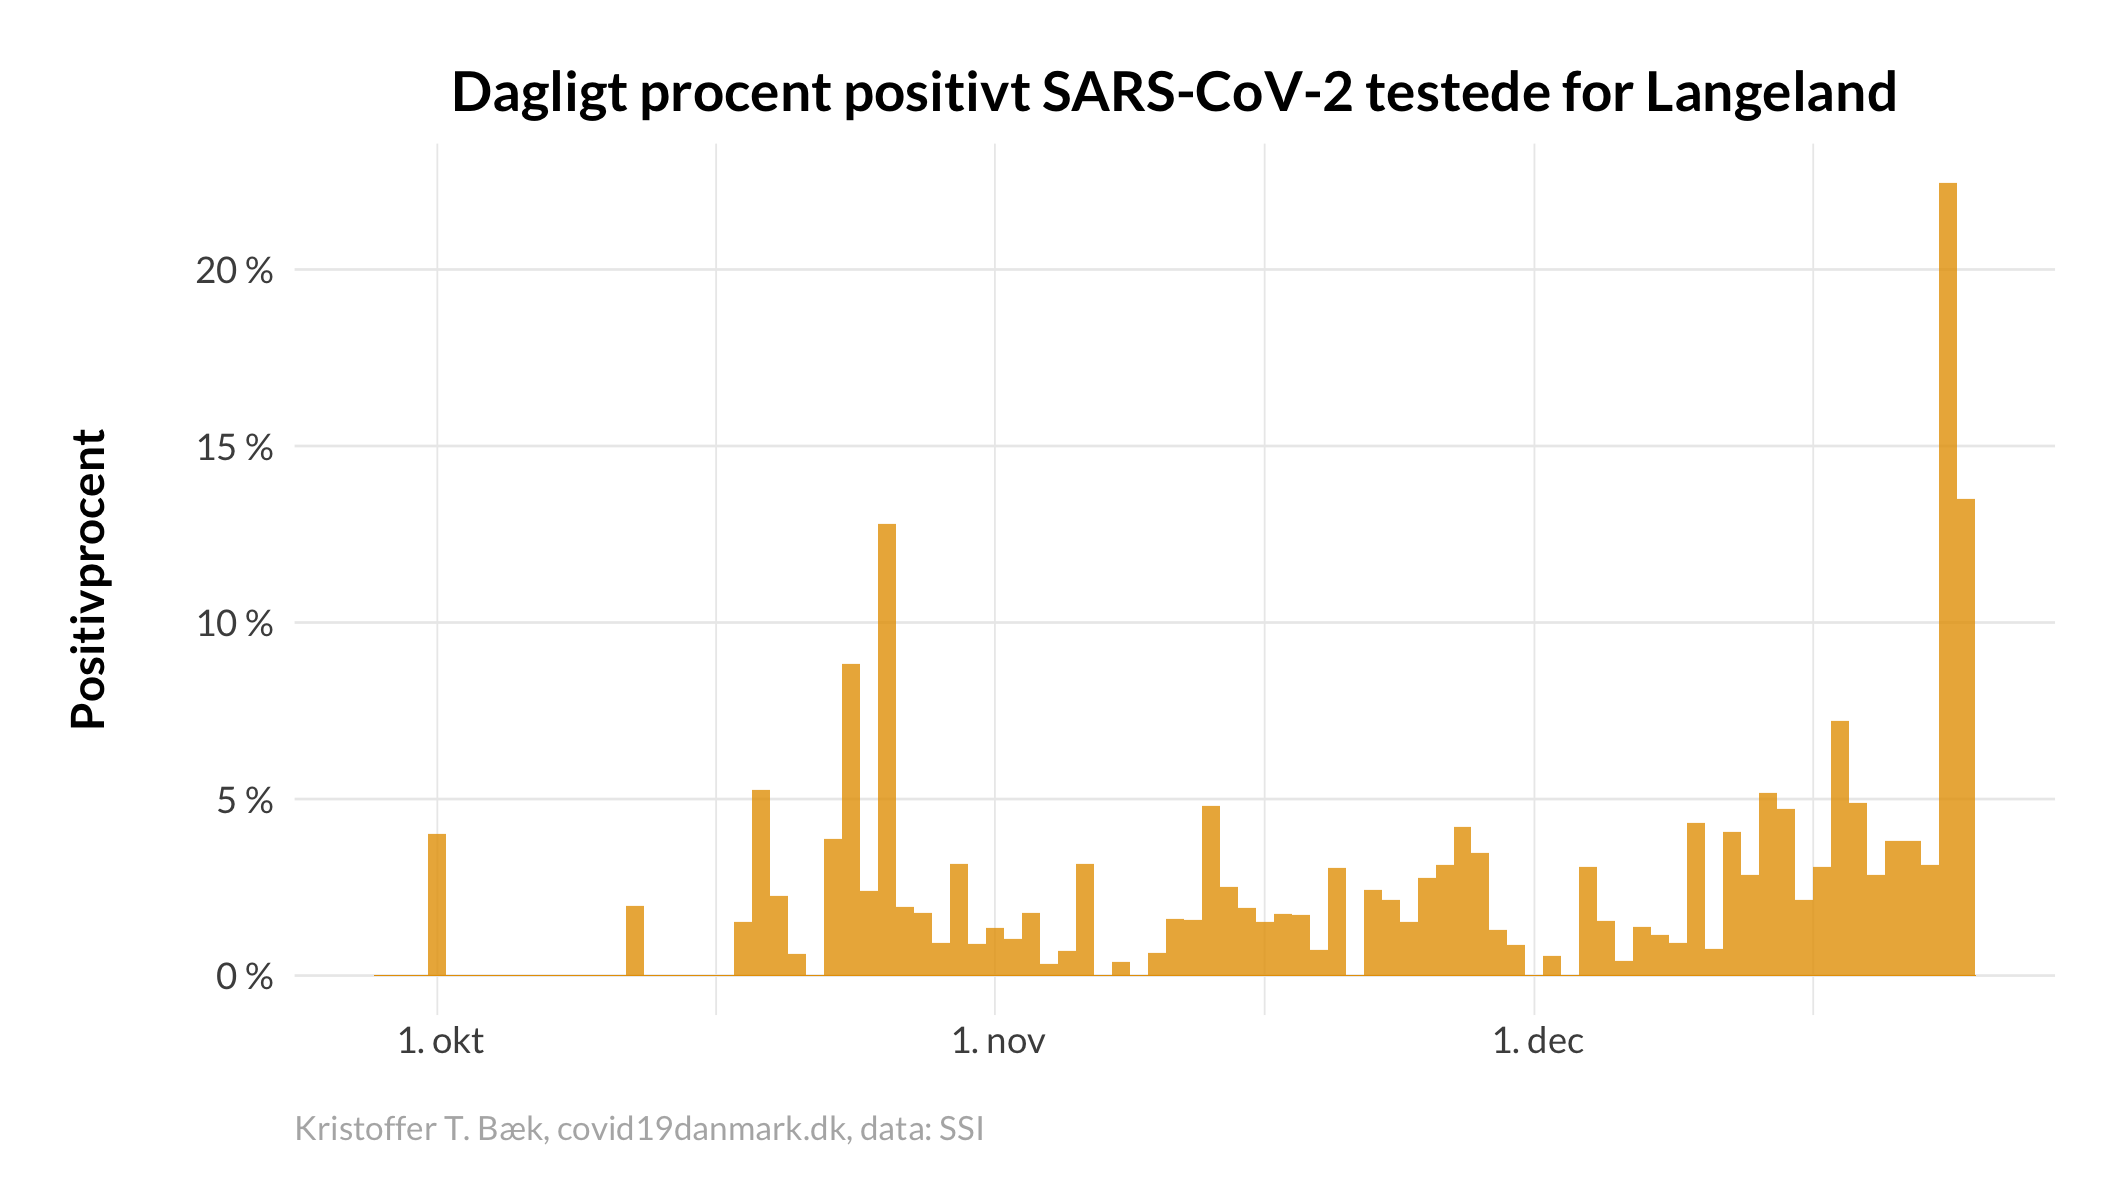 Dagligt procent positivt SARS-CoV-2 testede for Langeland
Positivprocent
20 %
15 %
10 %
5 %
0 %
1. okt
1. nov
1. dec
Kristoffer T. Bæk, covid19danmark.dk, data: SSI